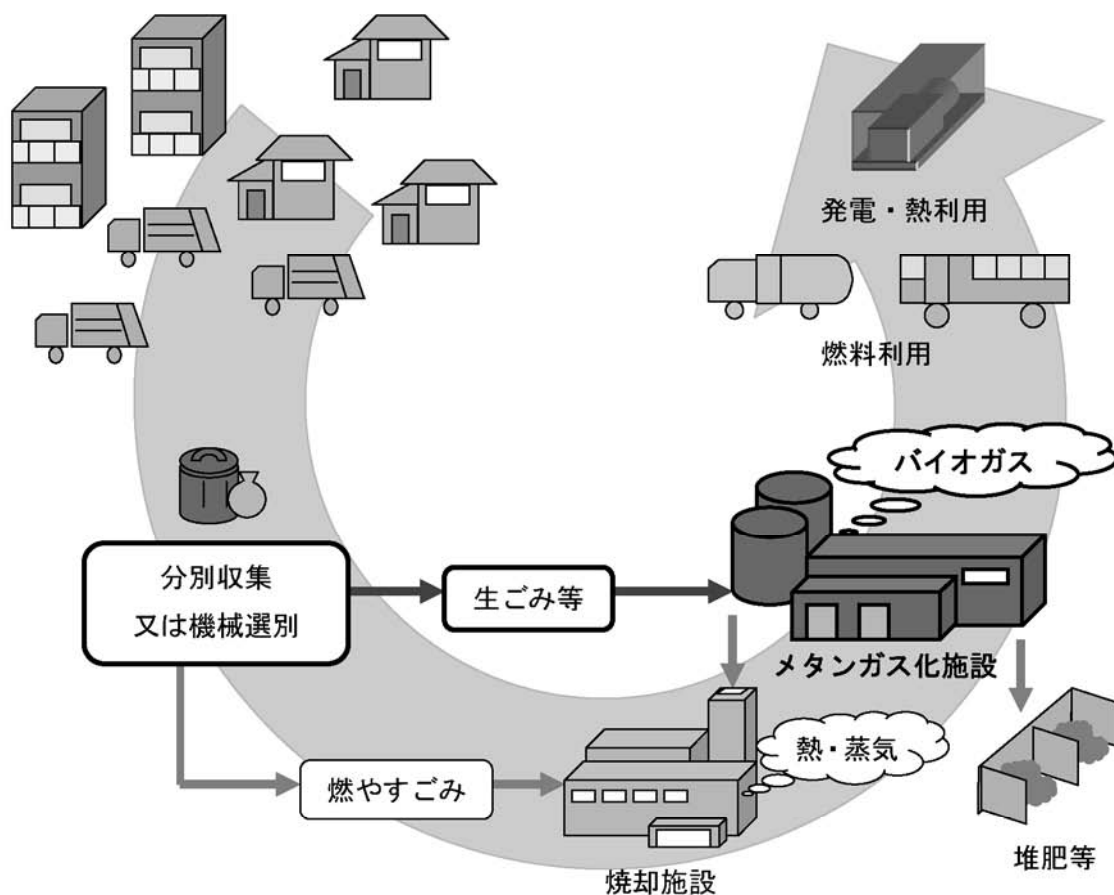 発電・熱利用
燃料利用
バイオガス
分別収集
又は機械選別
生ごみ等
メタンガス化施設
熱・蒸気
燃やすごみ
堆肥等
焼却施設